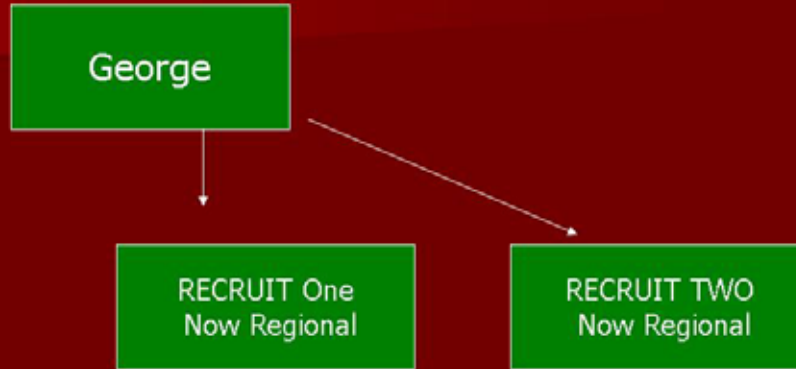 George
RECRUIT One
Now Regional
RECRUIT TWO
Now Regional